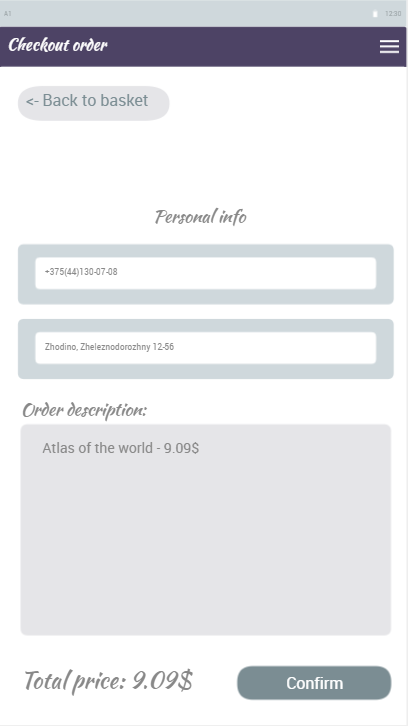 A1 12:30
Checkout order
<- Back to basket
Personal info
+375(44)130-07-08
Zhodino, Zheleznodorozhny 12-56
Order description:
Atlas of the world - 9.09$
Total price: 9.09$ Confirm